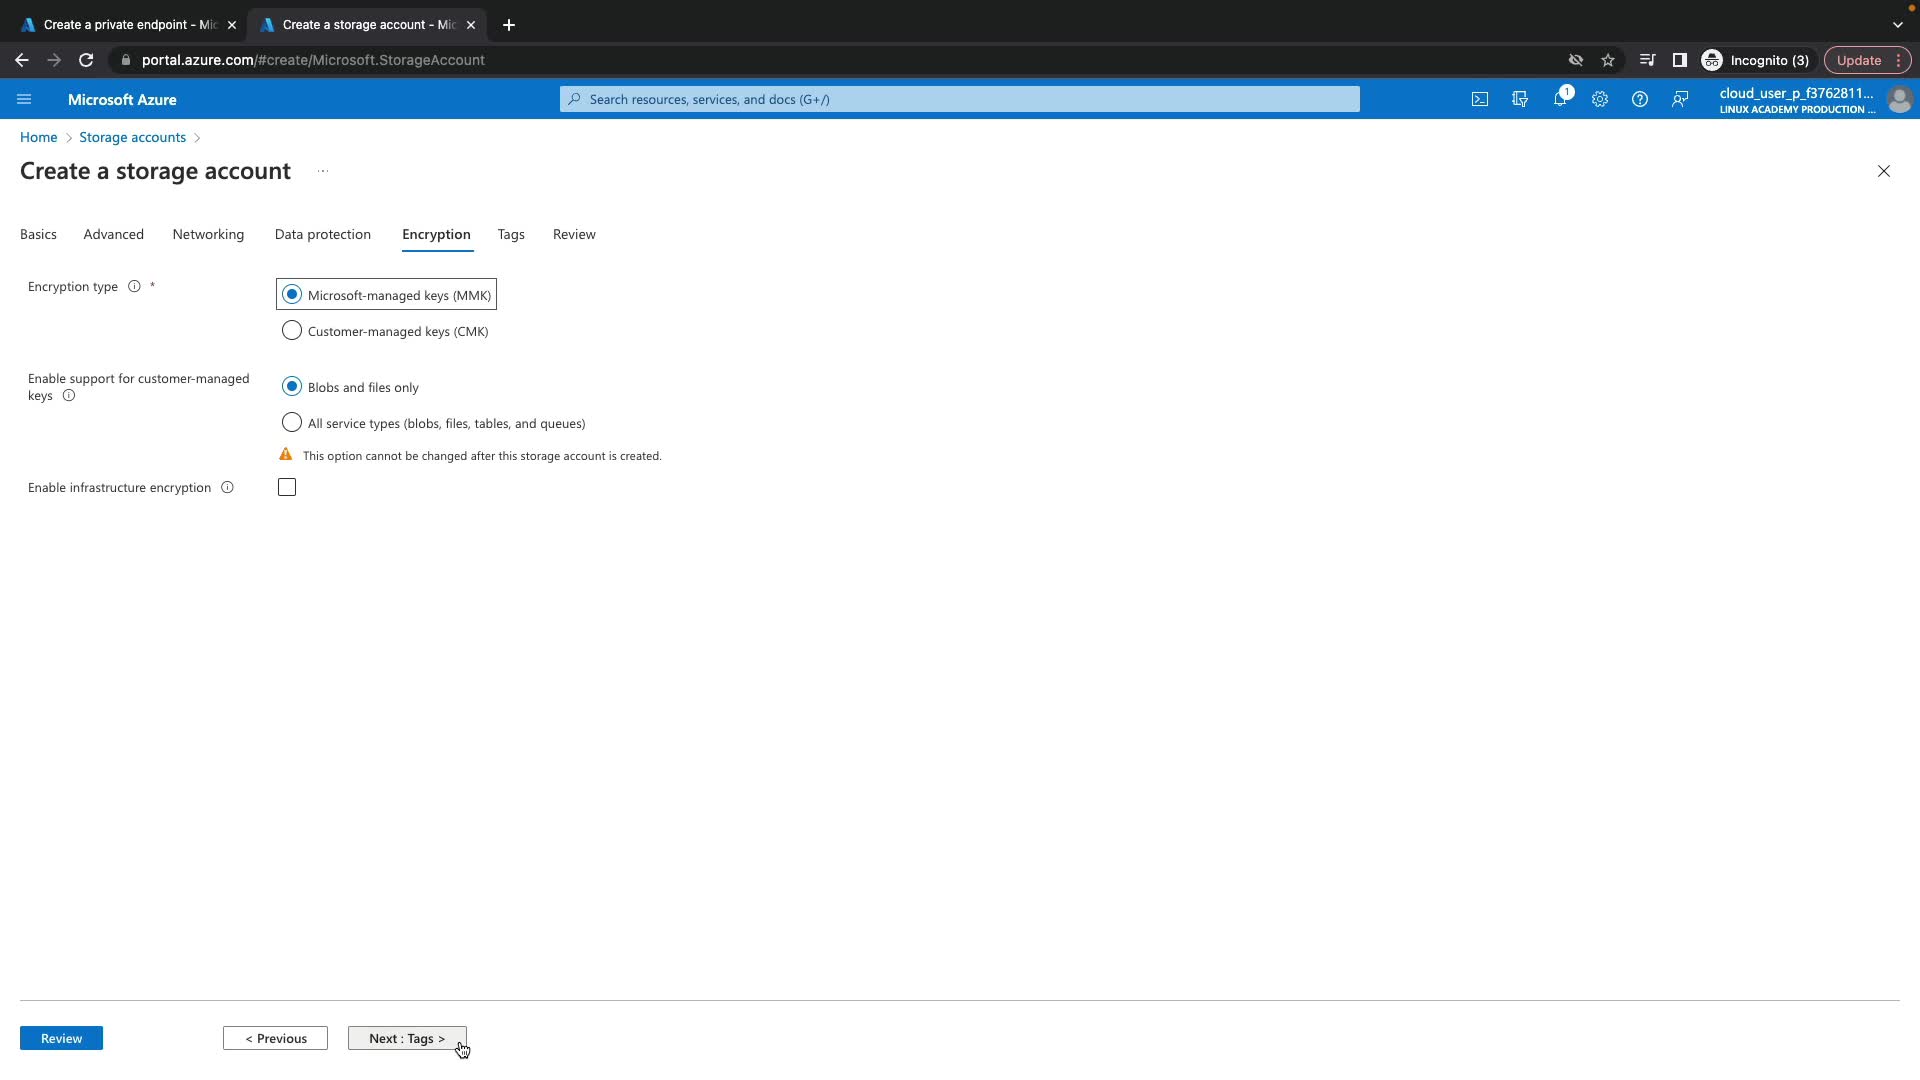 Create a private endpoint - Mic
Create a storage account - Mic
portal.azure.com/#create/Microsoft.StorageAccount
Incognito (3)
Update
Microsoft Azure
Search resources, services, and docs (G+/)
1
cloud_user_p_f3762811...
LINUX ACADEMY PRODUCTION ...
Home > Storage accounts >
Create a storage account ...
Basics Advanced Networking Data protection Encryption Tags Review
Encryption type *
Microsoft-managed keys (MMK)
Customer-managed keys (CMK)
Enable support for customer-managed
keys
Blobs and files only
All service types (blobs, files, tables, and queues)
This option cannot be changed after this storage account is created.
Enable infrastructure encryption
Review
< Previous
Next : Tags >